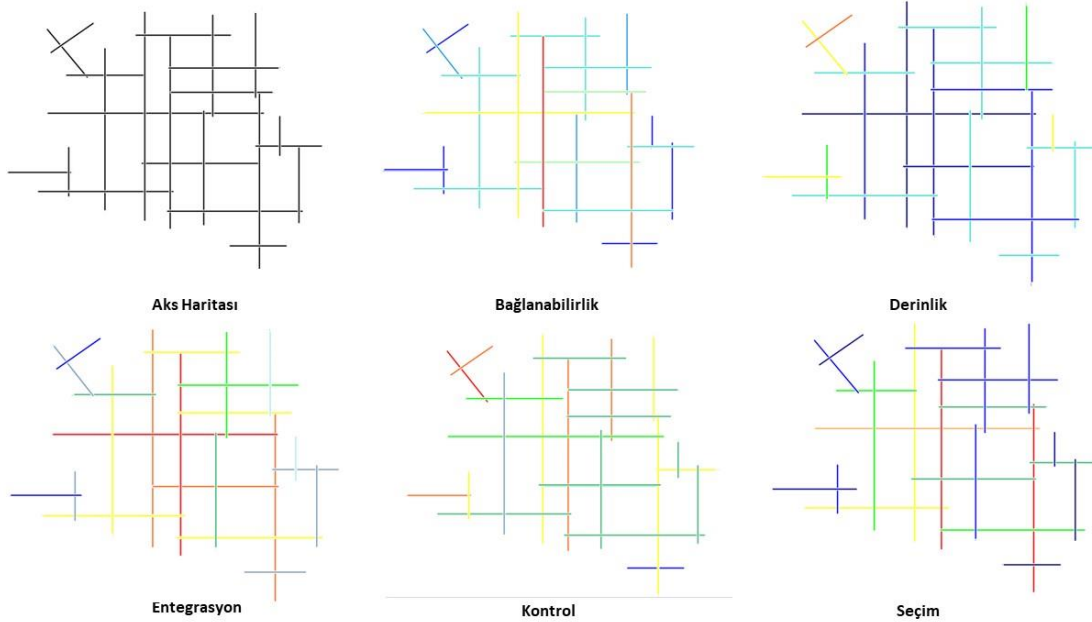 Aks Haritası
Bağlanabilirlik
Derinlik
Entegrasyon
Kontrol
Seçim